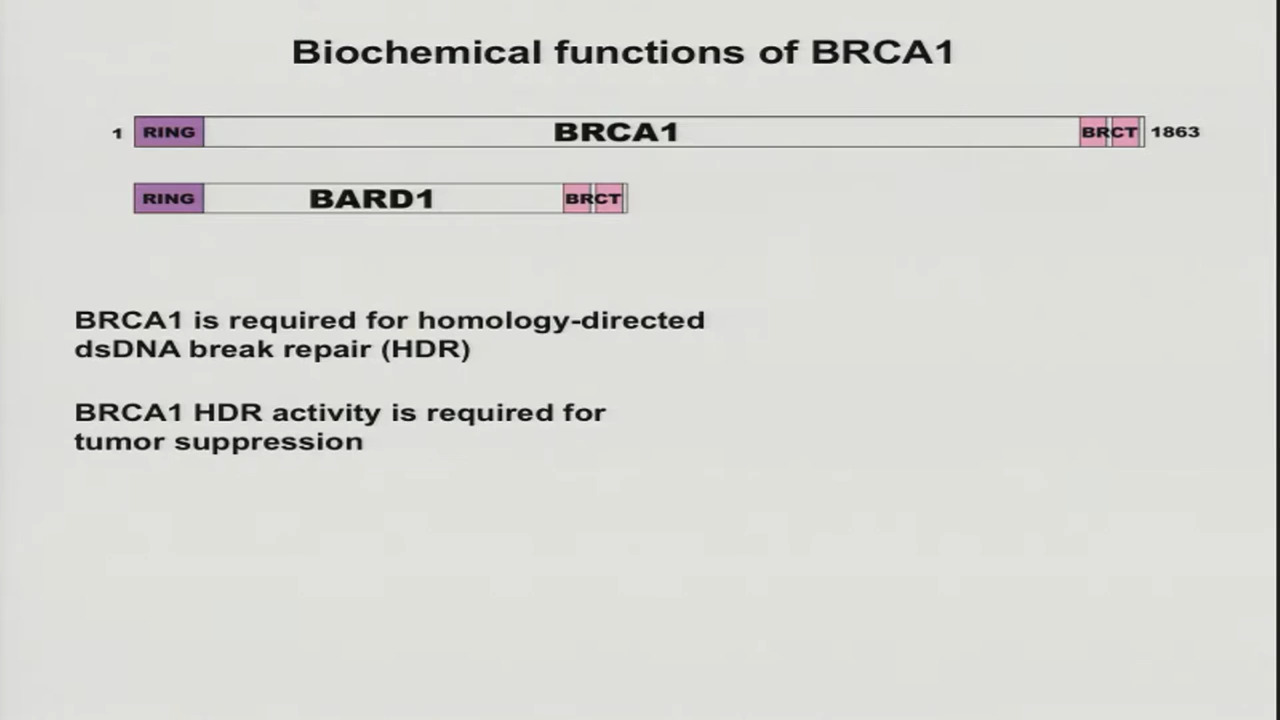 Biochemical functions of BRCA1
1 RING BRCA1 BRCT 1863
RING BARD1 BRCT
BRCA1 is required for homology-directed
dsDNA break repair (HDR)
BRCA1 HDR activity is required for
tumor suppression